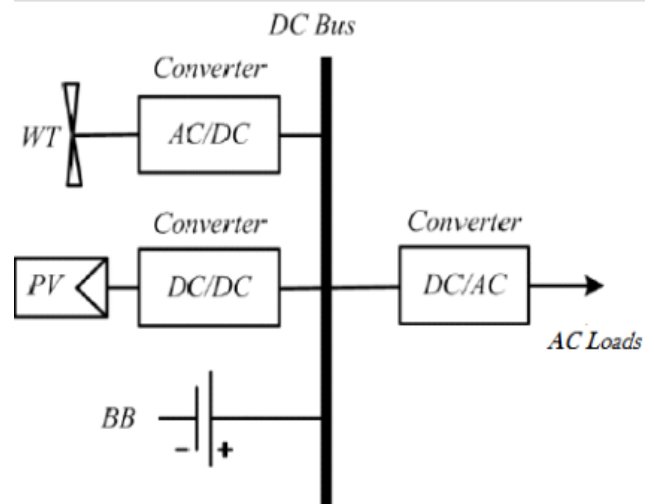 DC Bus
Converter
WT
AC/DC
Converter
PV
DC/DC
Converter
DC/AC
AC Loads
BB
- +